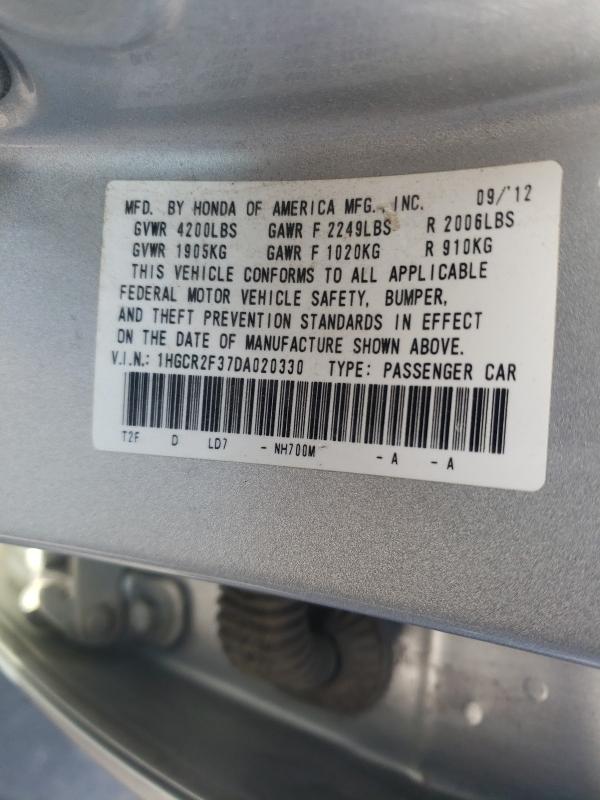 MFD. BY HONDA OF AMERICA MFG., INC. 09/'12
GVWR 4200LBS GAWR F 2249LBS R 2006LBS
GVWR 1905KG GAWR F 1020KG R 910KG
THIS VEHICLE CONFORMS TO ALL APPLICABLE
FEDERAL MOTOR VEHICLE SAFETY, BUMPER,
AND THEFT PREVENTION STANDARDS IN EFFECT
ON THE DATE OF MANUFACTURE SHOWN ABOVE.
V.I.N.: 1HGCR2F37DA020330 TYPE: PASSENGER CAR
T2F D LD7 - NH700M - A - A